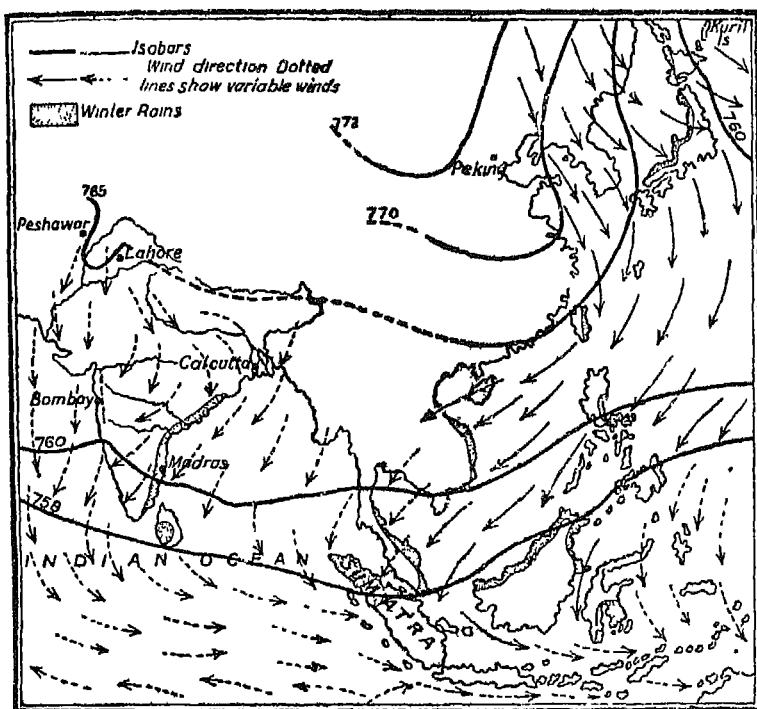 Isobars
Wind direction Dotted
lines show variable winds
Winter Rains
Kuril
Is
760
772
Peking
765
770
Peshawar
Lahore
Calcutta
Bombay
760
Madras
758
INDIAN OCEAN
SUMATRA